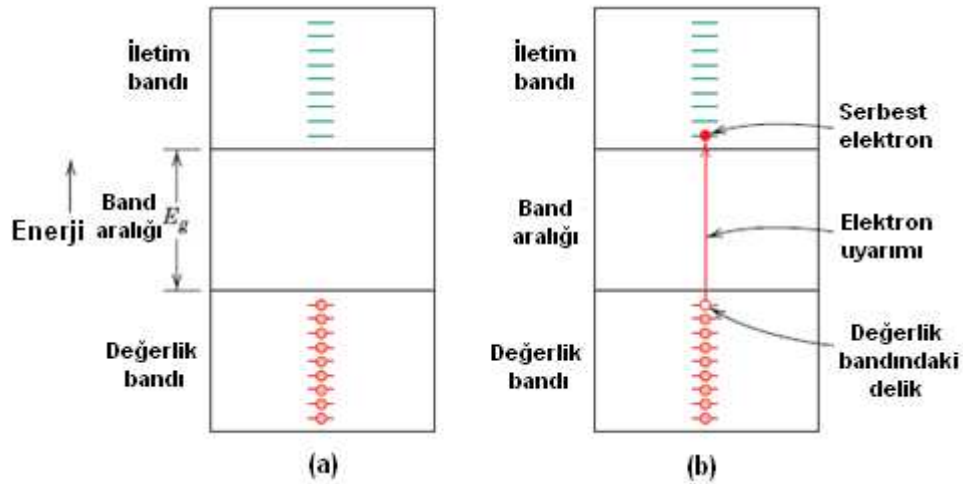 İletim
bandı
Enerji
Band
aralığı
E_g
Değerlik
bandı
(a)
İletim
bandı
Band
aralığı
Değerlik
bandı
Serbest
elektron
Elektron
uyarımı
Değerlik
bandındaki
delik
(b)